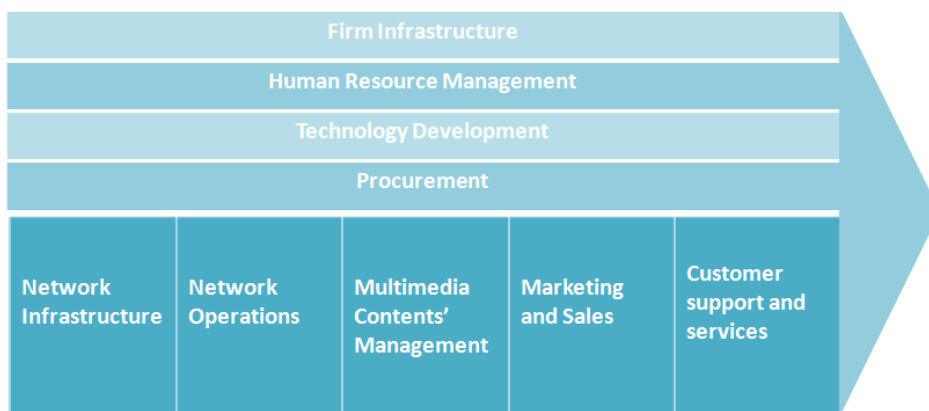 Firm Infrastructure
Human Resource Management
Technology Development
Procurement
Network
Infrastructure
Network
Operations
Multimedia
Contents’
Management
Marketing
and Sales
Customer
support and
services